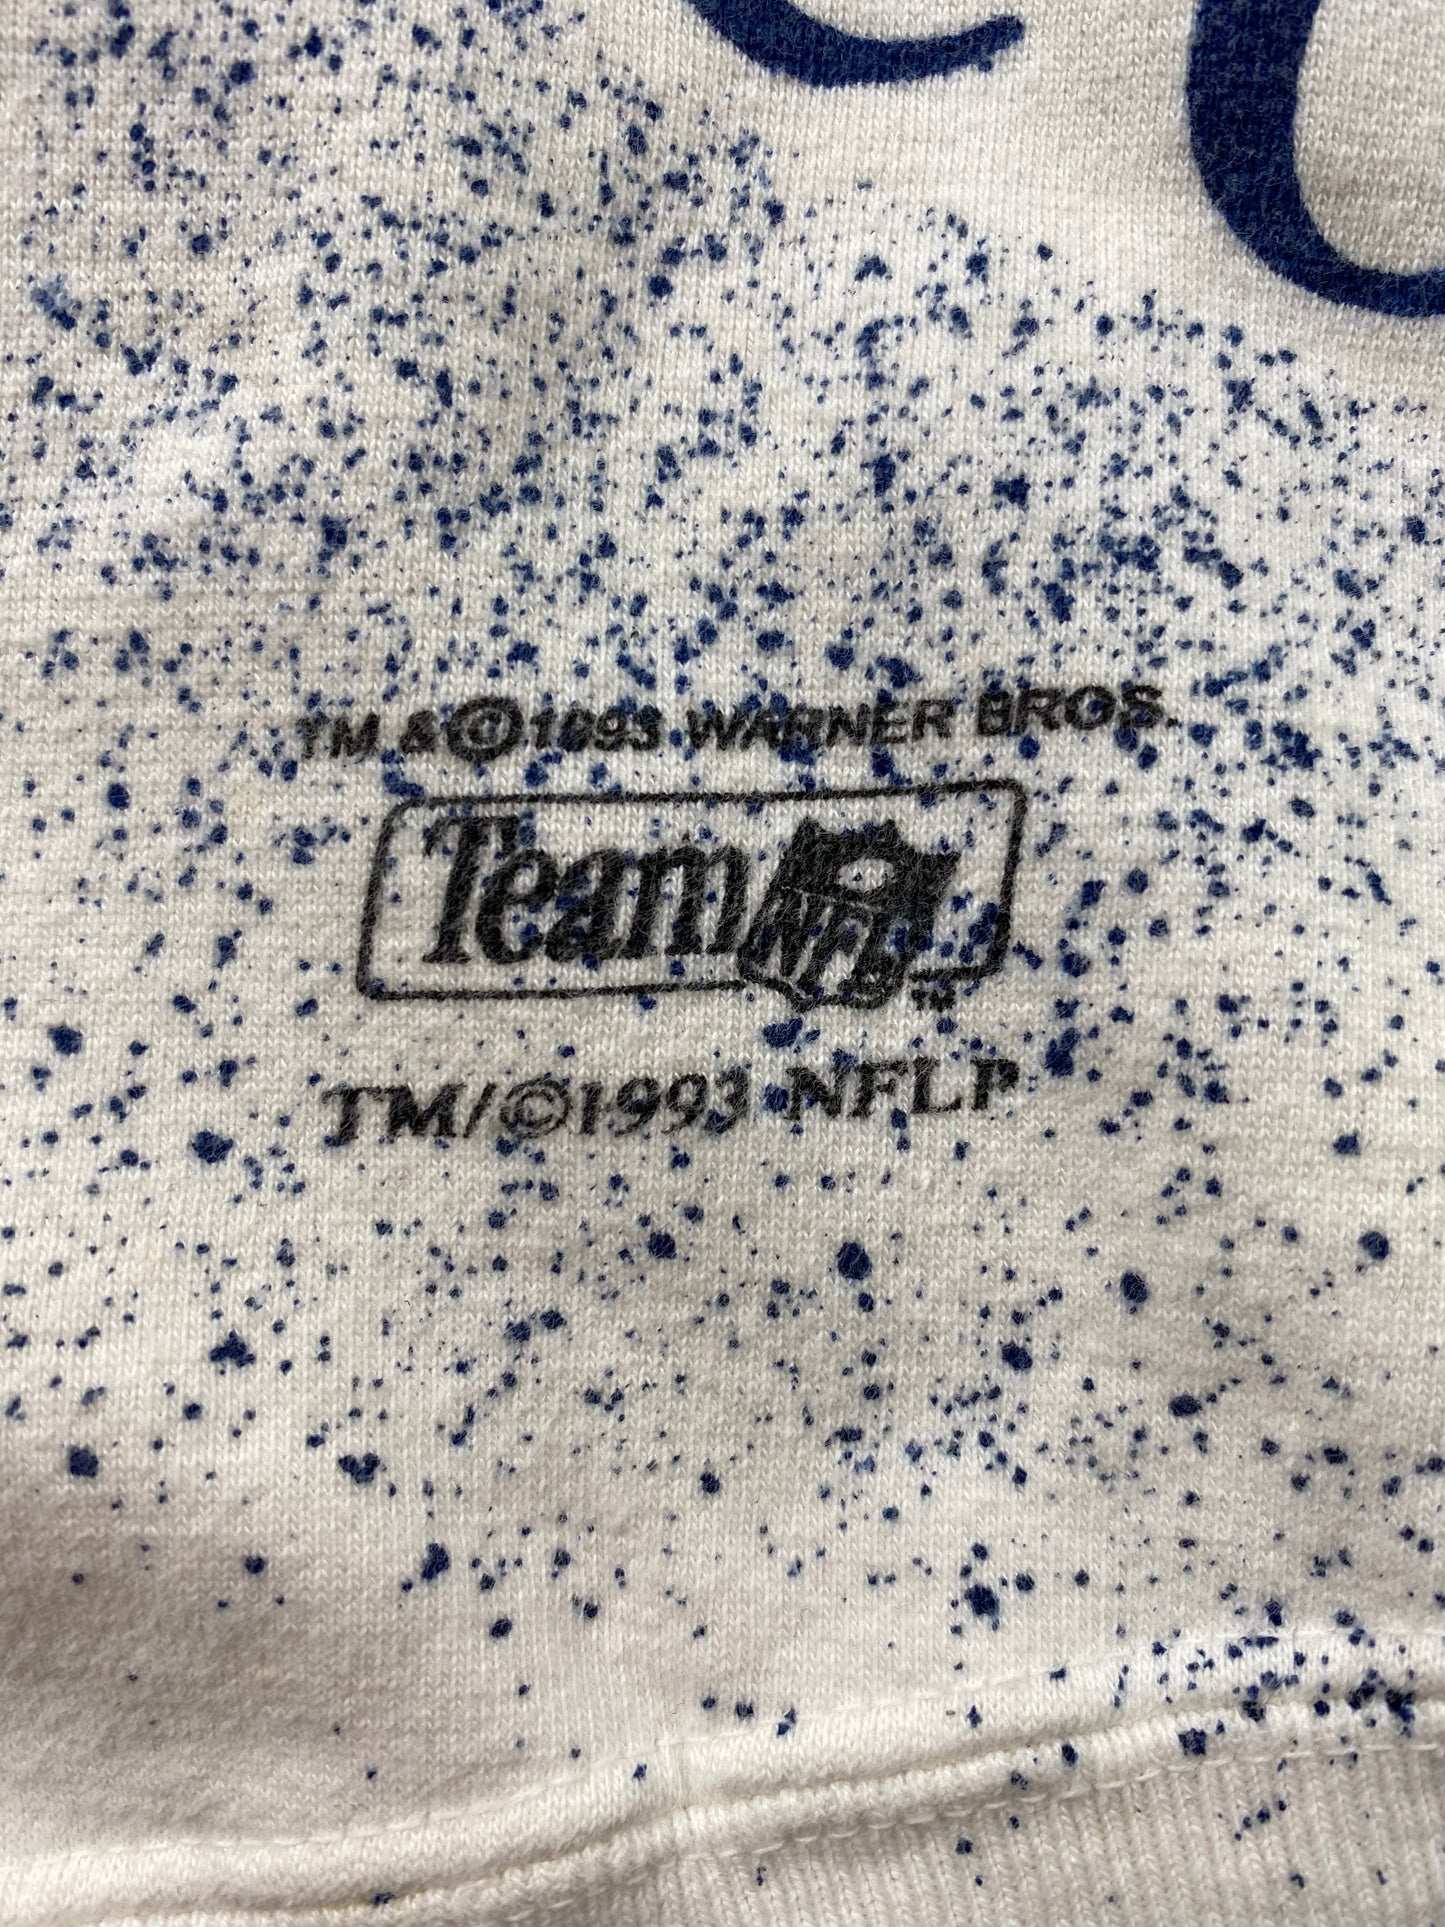 TM & ©1993 WARNER BROS.
Team NFL ™
TM/©1993 NFLP